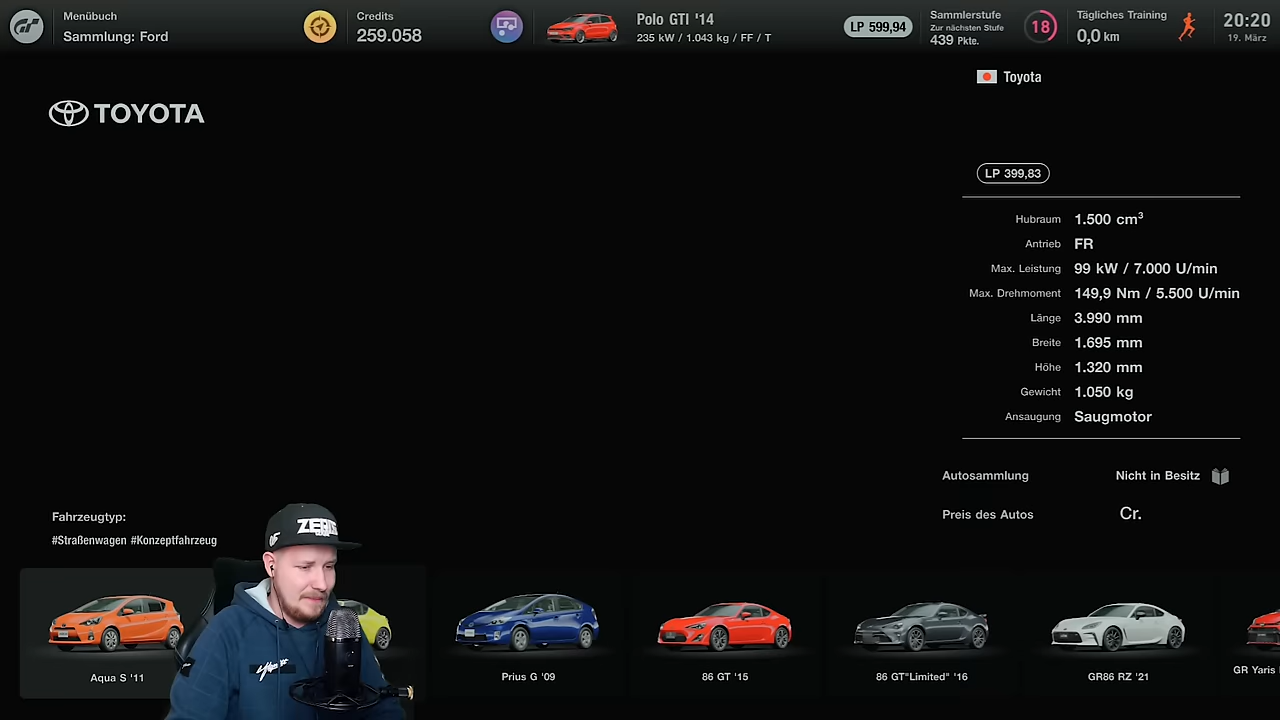 Menübuch
Sammlung: Ford
Credits
259.058
Polo GTI '14
235 kW / 1.043 kg / FF / T
LP 599,94
Sammlerstufe
Zur nächsten Stufe
439 Pkte.
18
Tägliches Training
0,0 km
20:20
19. März
TOYOTA
Toyota
LP 399,83
Hubraum 1.500 cm³
Antrieb FR
Max. Leistung 99 kW / 7.000 U/min
Max. Drehmoment 149,9 Nm / 5.500 U/min
Länge 3.990 mm
Breite 1.695 mm
Höhe 1.320 mm
Gewicht 1.050 kg
Ansaugung Saugmotor
Autosammlung Nicht in Besitz
Preis des Autos Cr.
Fahrzeugtyp:
#Straßenwagen #Konzeptfahrzeug
Aqua S '11
Prius G '09
86 GT '15
86 GT"Limited" '16
GR86 RZ '21
GR Yaris